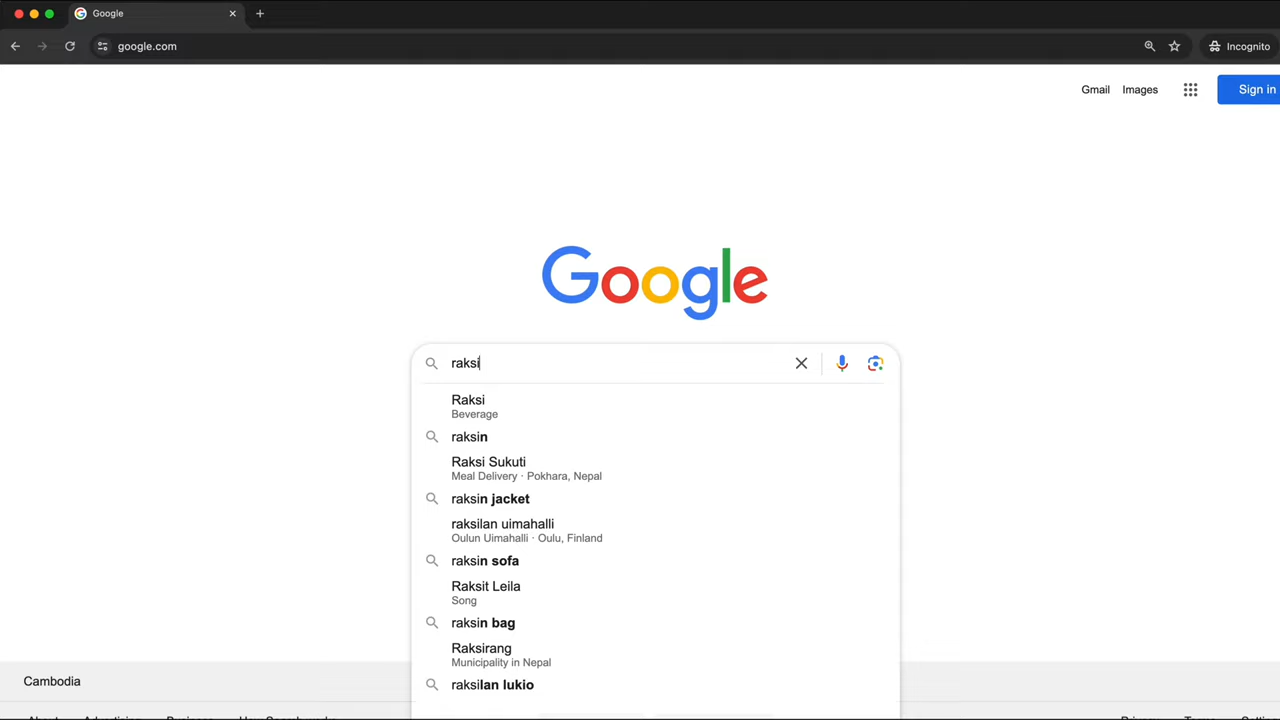 Google
google.com
Incognito
Gmail Images Sign in
Google
raksi
Raksi
Beverage
raksin
Raksi Sukuti
Meal Delivery · Pokhara, Nepal
raksin jacket
raksilan uimahalli
Oulun Uimahalli · Oulu, Finland
raksin sofa
Raksit Leila
Song
raksin bag
Raksirang
Municipality in Nepal
raksilan lukio
Cambodia